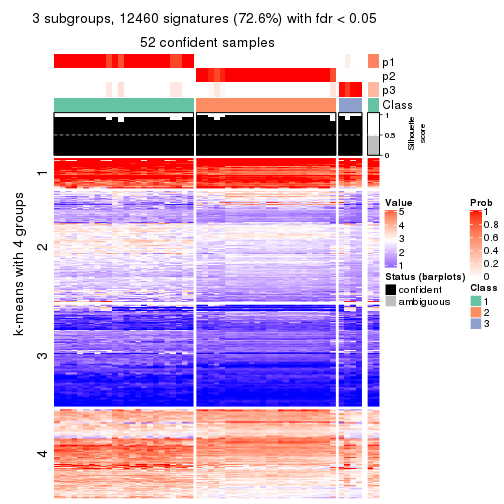 3 subgroups, 12460 signatures (72.6%) with fdr < 0.05
52 confident samples
p1
p2
p3
Class
1
0.5
0
Silhouette
score
k-means with 4 groups
1
2
3
4
Value
5
4
3
2
1
Status (barplots)
confident
ambiguous
Prob
1
0.8
0.6
0.4
0.2
0
Class
1
2
3